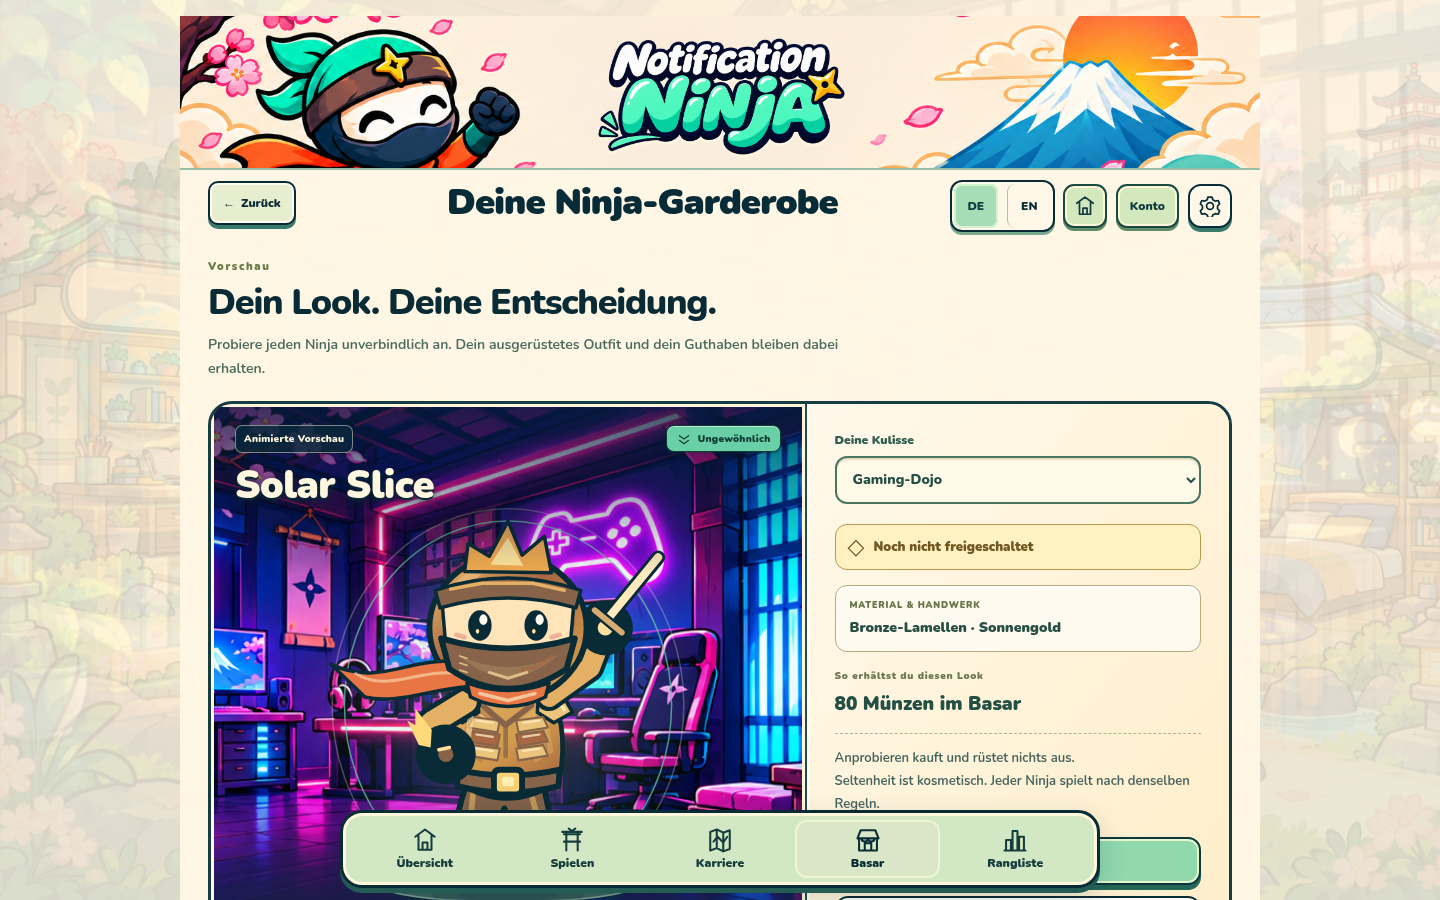 Notification
Ninja
← Zurück
Deine Ninja-Garderobe
DE
EN
Konto
Vorschau
Dein Look. Deine Entscheidung.
Probiere jeden Ninja unverbindlich an. Dein ausgerüstetes Outfit und dein Guthaben bleiben dabei
erhalten.
Animierte Vorschau
Ungewöhnlich
Solar Slice
Deine Kulisse
Gaming-Dojo
Noch nicht freigeschaltet
MATERIAL & HANDWERK
Bronze-Lamellen · Sonnengold
So erhältst du diesen Look
80 Münzen im Basar
Anprobieren kauft und rüstet nichts aus.
Seltenheit ist kosmetisch. Jeder Ninja spielt nach denselben
Regeln.
Übersicht
Spielen
Karriere
Basar
Rangliste